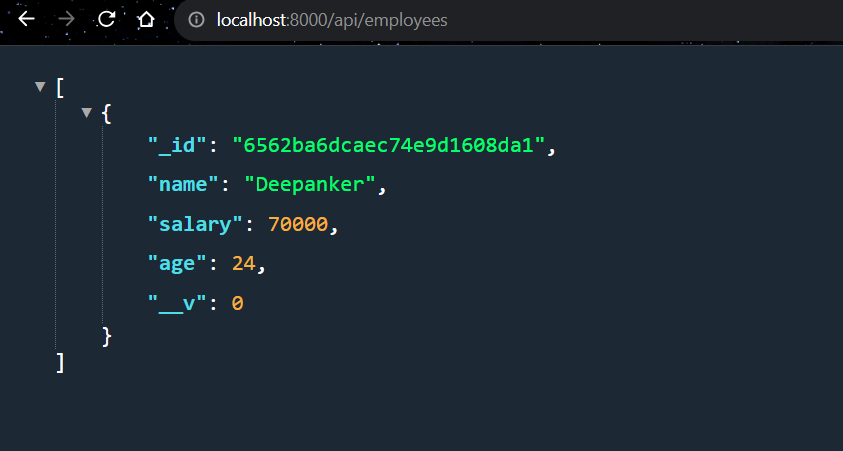 localhost:8000/api/employees
[
{
"_id": "6562ba6dcaec74e9d1608da1",
"name": "Deepanker",
"salary": 70000,
"age": 24,
"__v": 0
}
]